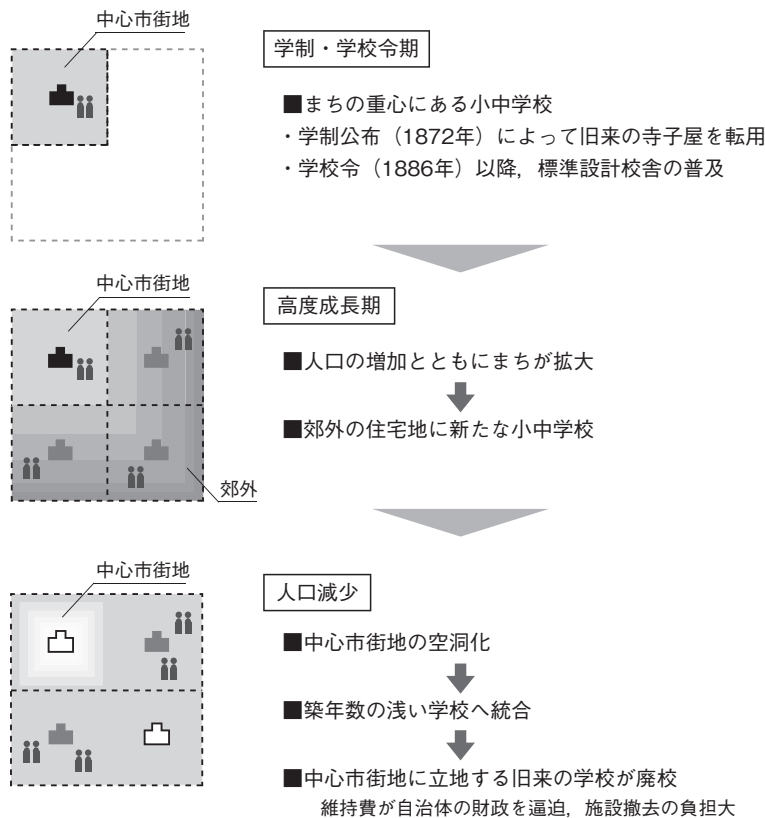 中心市街地
学制・学校令期
■まちの重心にある小中学校
・学制公布（1872年）によって旧来の寺子屋を転用
・学校令（1886年）以降，標準設計校舎の普及
中心市街地
高度成長期
■人口の増加とともにまちが拡大
■郊外の住宅地に新たな小中学校
郊外
中心市街地
人口減少
■中心市街地の空洞化
■築年数の浅い学校へ統合
■中心市街地に立地する旧来の学校が廃校
維持費が自治体の財政を逼迫，施設撤去の負担大